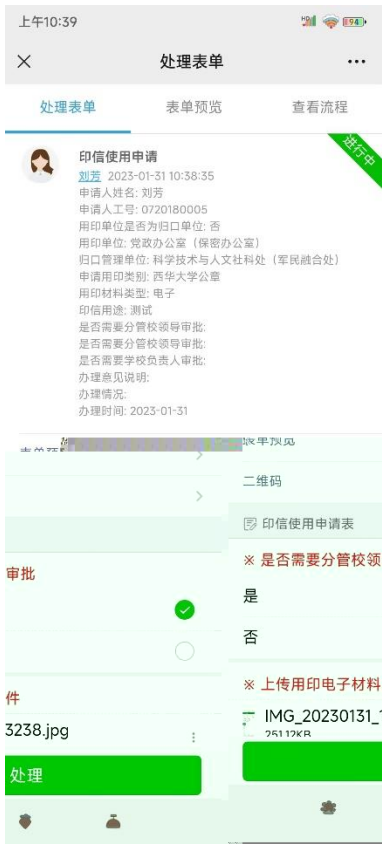 上午10:39
HD 94
处理表单
处理表单 表单预览 查看流程
进行中
印信使用申请
刘芳 2023-01-31 10:38:35
申请人姓名: 刘芳
申请人工号: 0720180005
用印单位是否为归口单位: 否
用印单位: 党政办公室（保密办公室）
归口管理单位: 科学技术与人文社科处（军民融合处）
申请用印类别: 西华大学公章
用印材料类型: 电子
印信用途: 测试
是否需要分管校领导审批:
是否需要分管校领导审批:
是否需要学校负责人审批:
办理意见说明:
办理情况:
办理时间: 2023-01-31
表单预览
二维码
印信使用申请表
审批
※ 是否需要分管校领
是
否
件
※ 上传用印电子材料
3238.jpg
IMG_20230131_1
251.12KB
处理